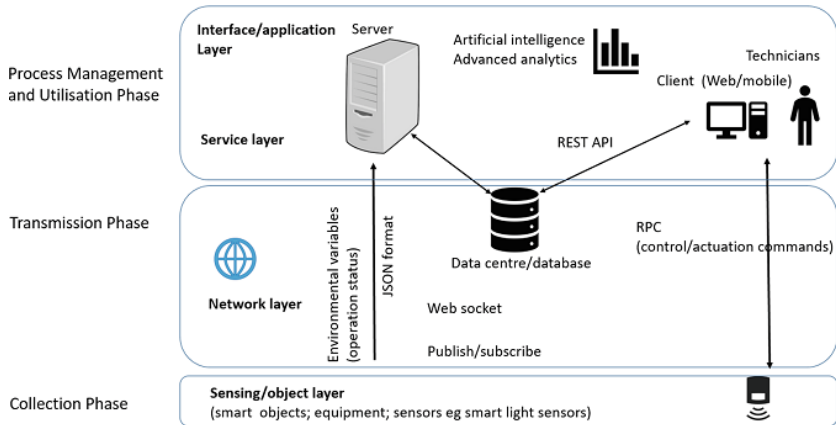 Interface/application
Layer
Server
Artificial intelligence
Advanced analytics
Technicians
Client (Web/mobile)
Process Management
and Utilisation Phase
Service layer
REST API
Transmission Phase
Environmental variables
(operation status)
JSON format
RPC
(control/actuation commands)
Data centre/database
Network layer
Web socket
Publish/subscribe
Collection Phase
Sensing/object layer
(smart objects; equipment; sensors eg smart light sensors)